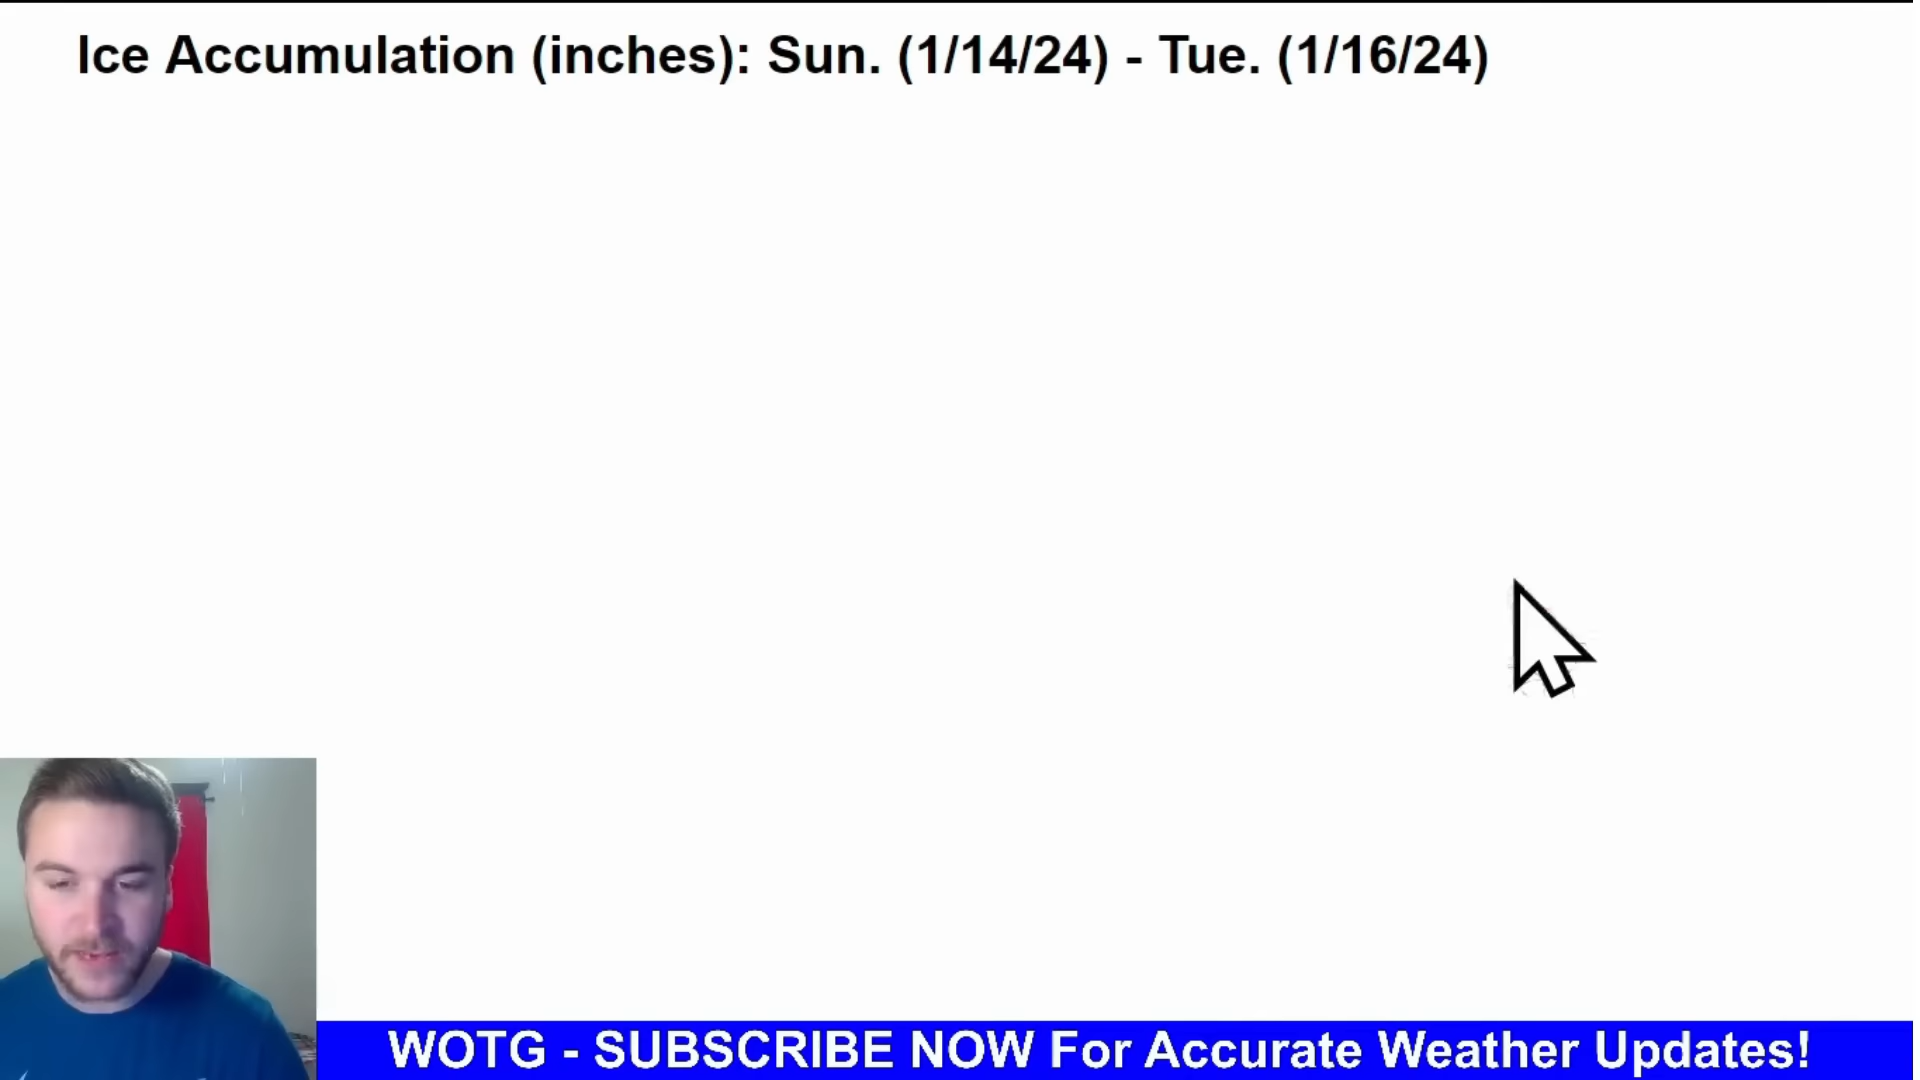 Ice Accumulation (inches): Sun. (1/14/24) - Tue. (1/16/24)
WOTG - SUBSCRIBE NOW For Accurate Weather Updates!